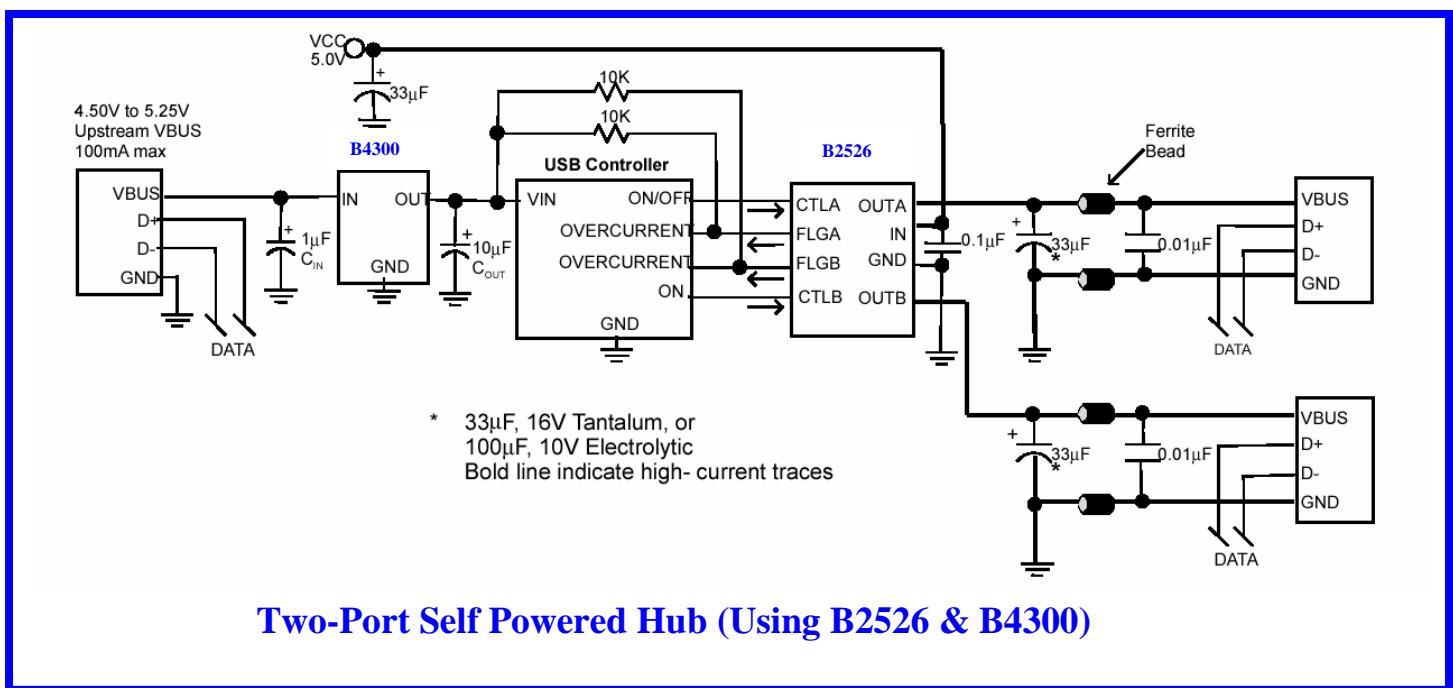 VCC
5.0V
+
33µF
10K
10K
4.50V to 5.25V
Upstream VBUS
100mA max
B4300
USB Controller
B2526
Ferrite
Bead
VBUS
D+
D-
GND
DATA
+
1µF
CIN
IN
OUT
GND
+
10µF
COUT
VIN
ON/OFF
OVERCURRENT
OVERCURRENT
ON
GND
CTLA
FLGA
FLGB
CTLB
OUTA
IN
GND
OUTB
0.1µF
+
33µF
*
0.01µF
VBUS
D+
D-
GND
DATA
+
33µF
*
0.01µF
VBUS
D+
D-
GND
DATA
* 33µF, 16V Tantalum, or
100µF, 10V Electrolytic
Bold line indicate high- current traces
Two-Port Self Powered Hub (Using B2526 & B4300)